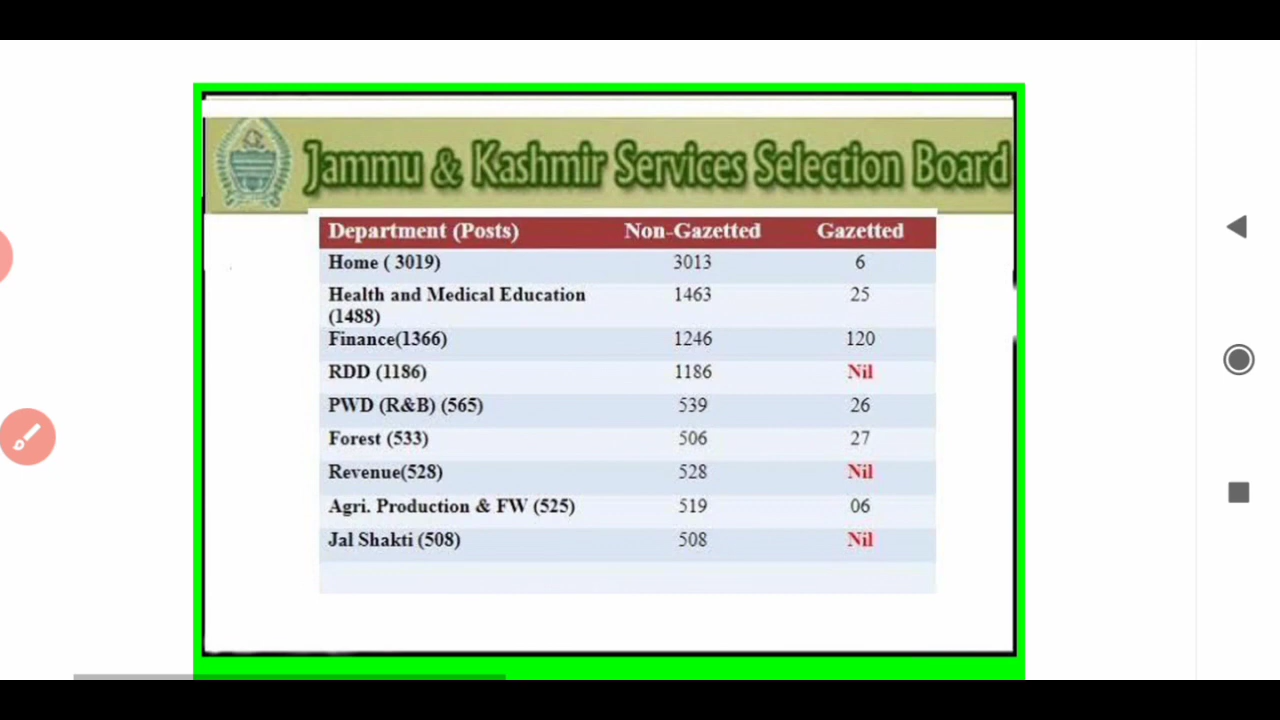 Jammu & Kashmir Services Selection Board
Department (Posts) Non-Gazetted Gazetted
Home ( 3019) 3013 6
Health and Medical Education 1463 25
(1488)
Finance(1366) 1246 120
RDD (1186) 1186 Nil
PWD (R&B) (565) 539 26
Forest (533) 506 27
Revenue(528) 528 Nil
Agri. Production & FW (525) 519 06
Jal Shakti (508) 508 Nil